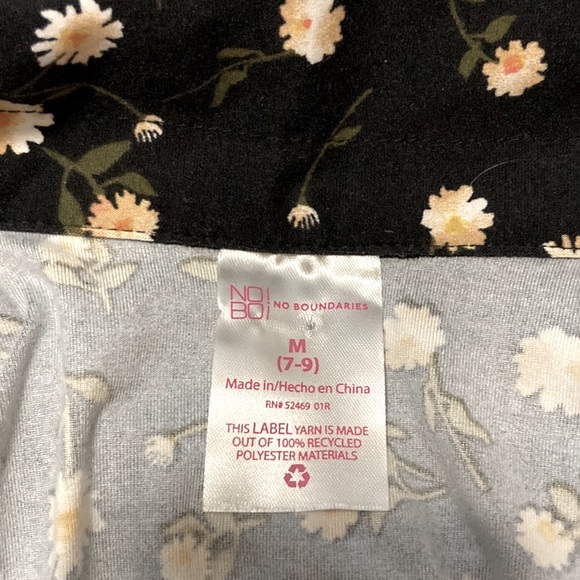 NO!
BO! NO BOUNDARIES
M
(7-9)
Made in/Hecho en China
RN# 52469 01R
THIS LABEL YARN IS MADE
OUT OF 100% RECYCLED
POLYESTER MATERIALS